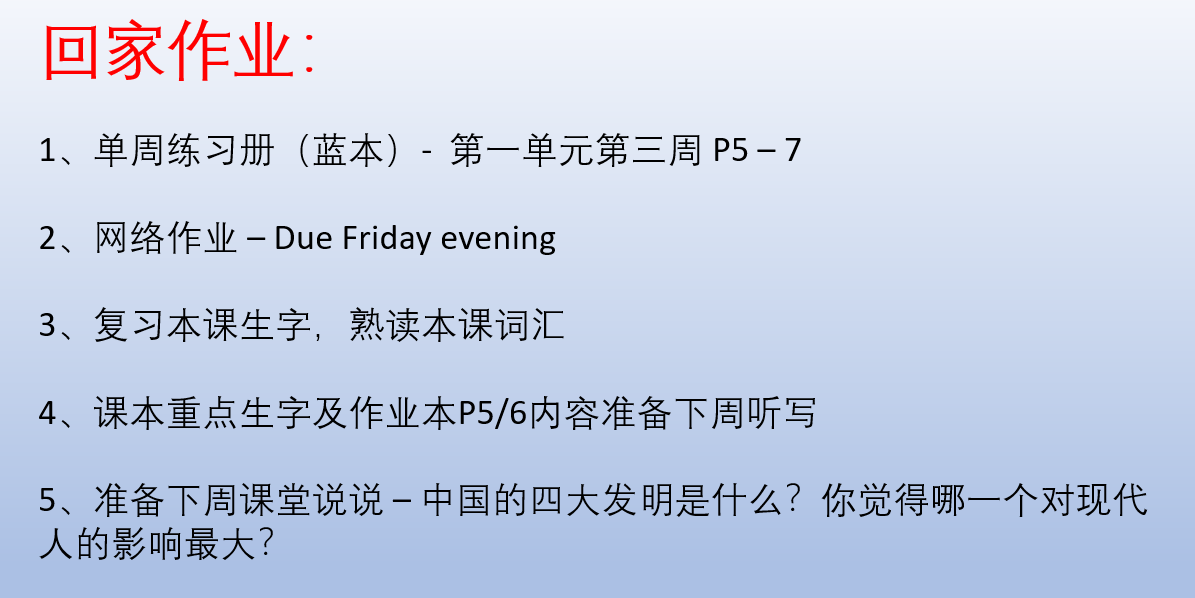 回家作业：
1、单周练习册（蓝本）- 第一单元第三周 P5 – 7
2、网络作业 – Due Friday evening
3、复习本课生字，熟读本课词汇
4、课本重点生字及作业本P5/6内容准备下周听写
5、准备下周课堂说说 – 中国的四大发明是什么？你觉得哪一个对现代
人的影响最大？